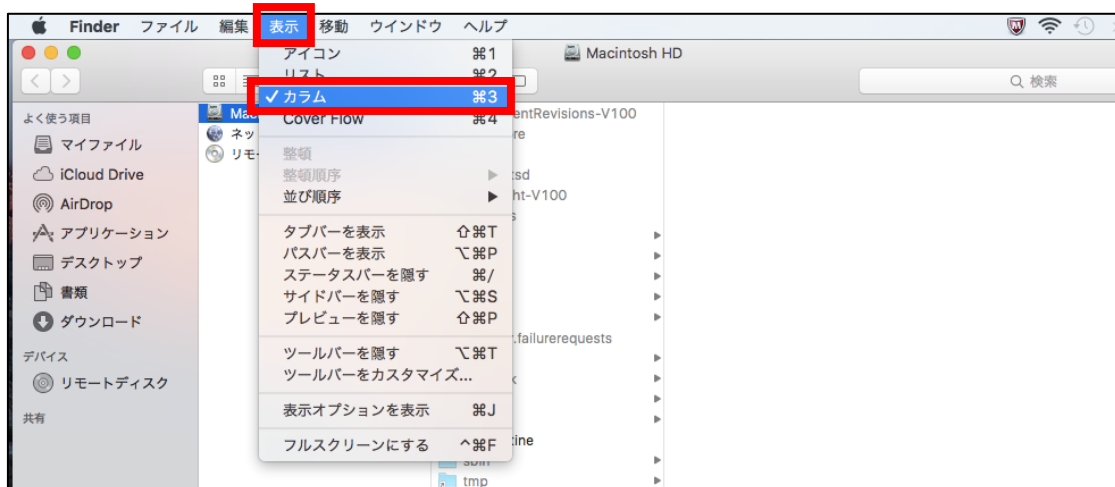 Finder ファイル 編集 表示 移動 ウインドウ ヘルプ
Macintosh HD
検索
アイコン ⌘1
リスト ⌘2
✓カラム ⌘3
Cover Flow ⌘4
整頓
整頓順序 ▶
並び順序 ▶
タブバーを表示 ⇧⌘T
パスバーを表示 ⌥⌘P
ステータスバーを隠す ⌘/
サイドバーを隠す ⌥⌘S
プレビューを隠す ⇧⌘P
ツールバーを隠す ⌥⌘T
ツールバーをカスタマイズ...
表示オプションを表示 ⌘J
フルスクリーンにする ^⌘F
よく使う項目
マイファイル
iCloud Drive
AirDrop
アプリケーション
デスクトップ
書類
ダウンロード
デバイス
リモートディスク
共有
Mac
ネッ
リモー
entRevisions-V100
re
tsd
ht-V100
s
.failurerequests
k
tine
sbin
tmp